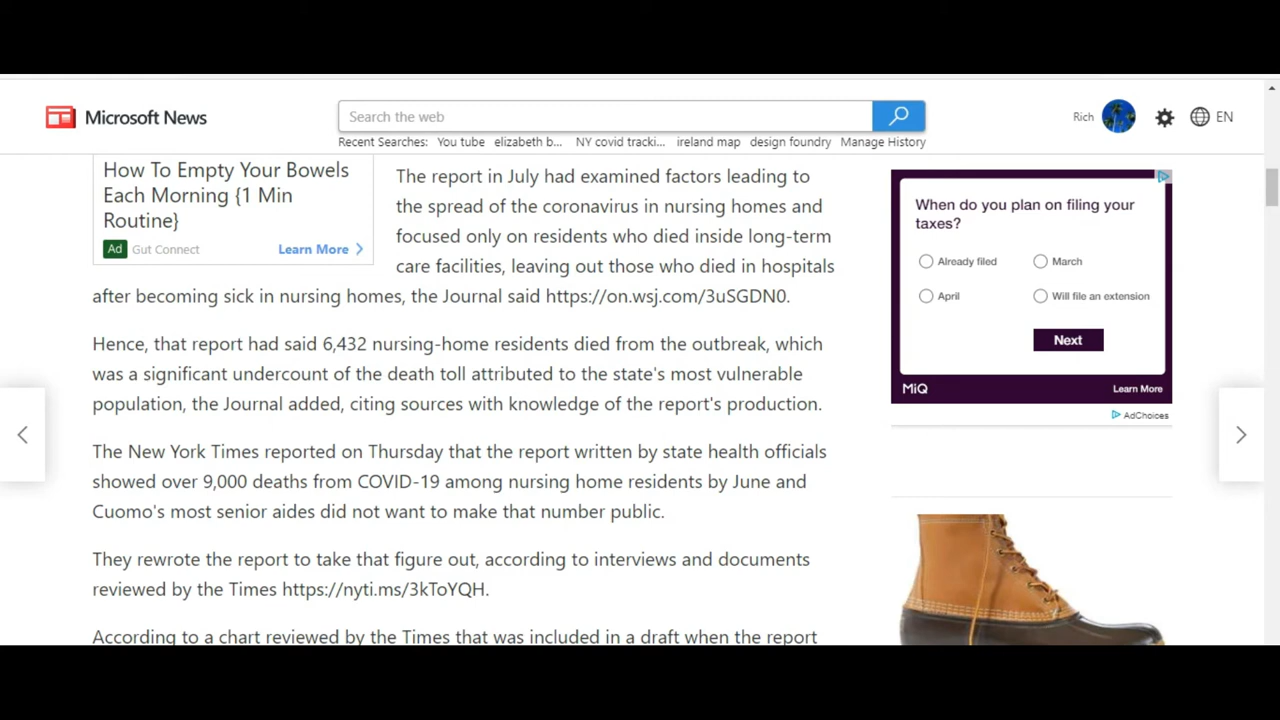 Microsoft News
Search the web
Rich
EN
Recent Searches: You tube elizabeth b... NY covid tracki... ireland map design foundry Manage History
How To Empty Your Bowels
Each Morning {1 Min
Routine}
Ad Gut Connect Learn More
The report in July had examined factors leading to
the spread of the coronavirus in nursing homes and
focused only on residents who died inside long-term
care facilities, leaving out those who died in hospitals
after becoming sick in nursing homes, the Journal said https://on.wsj.com/3uSGDN0.
Hence, that report had said 6,432 nursing-home residents died from the outbreak, which
was a significant undercount of the death toll attributed to the state's most vulnerable
population, the Journal added, citing sources with knowledge of the report's production.
The New York Times reported on Thursday that the report written by state health officials
showed over 9,000 deaths from COVID-19 among nursing home residents by June and
Cuomo's most senior aides did not want to make that number public.
They rewrote the report to take that figure out, according to interviews and documents
reviewed by the Times https://nyti.ms/3kToYQH.
According to a chart reviewed by the Times that was included in a draft when the report
When do you plan on filing your
taxes?
Already filed March
April Will file an extension
Next
MiQ Learn More
AdChoices